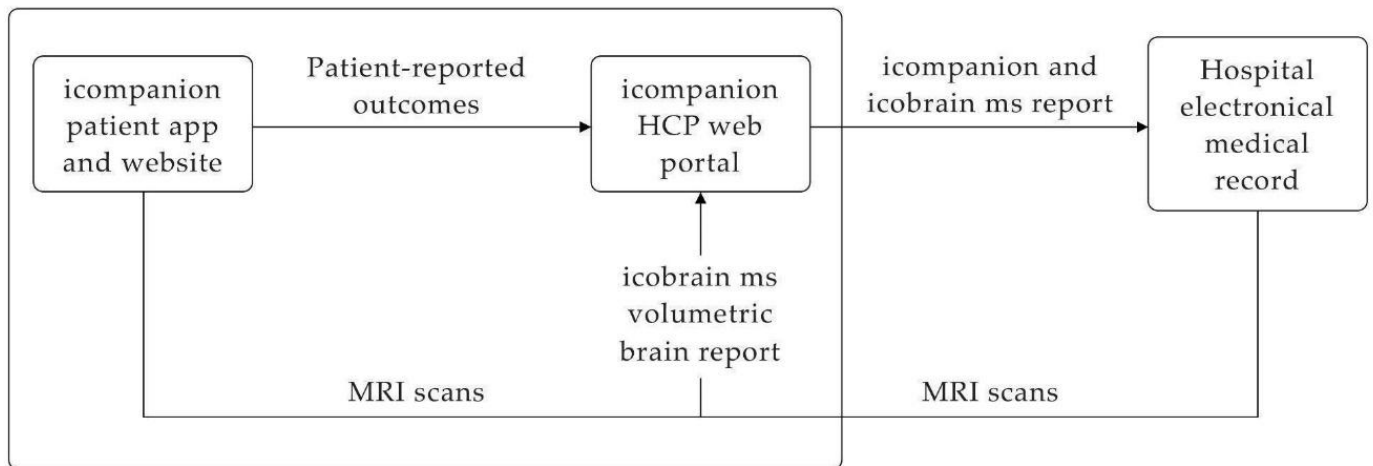 icompanion
patient app
and website
Patient-reported
outcomes
icompanion
HCP web
portal
icompanion and
icobrain ms report
Hospital
electronical
medical
record
icobrain ms
volumetric
brain report
MRI scans
MRI scans